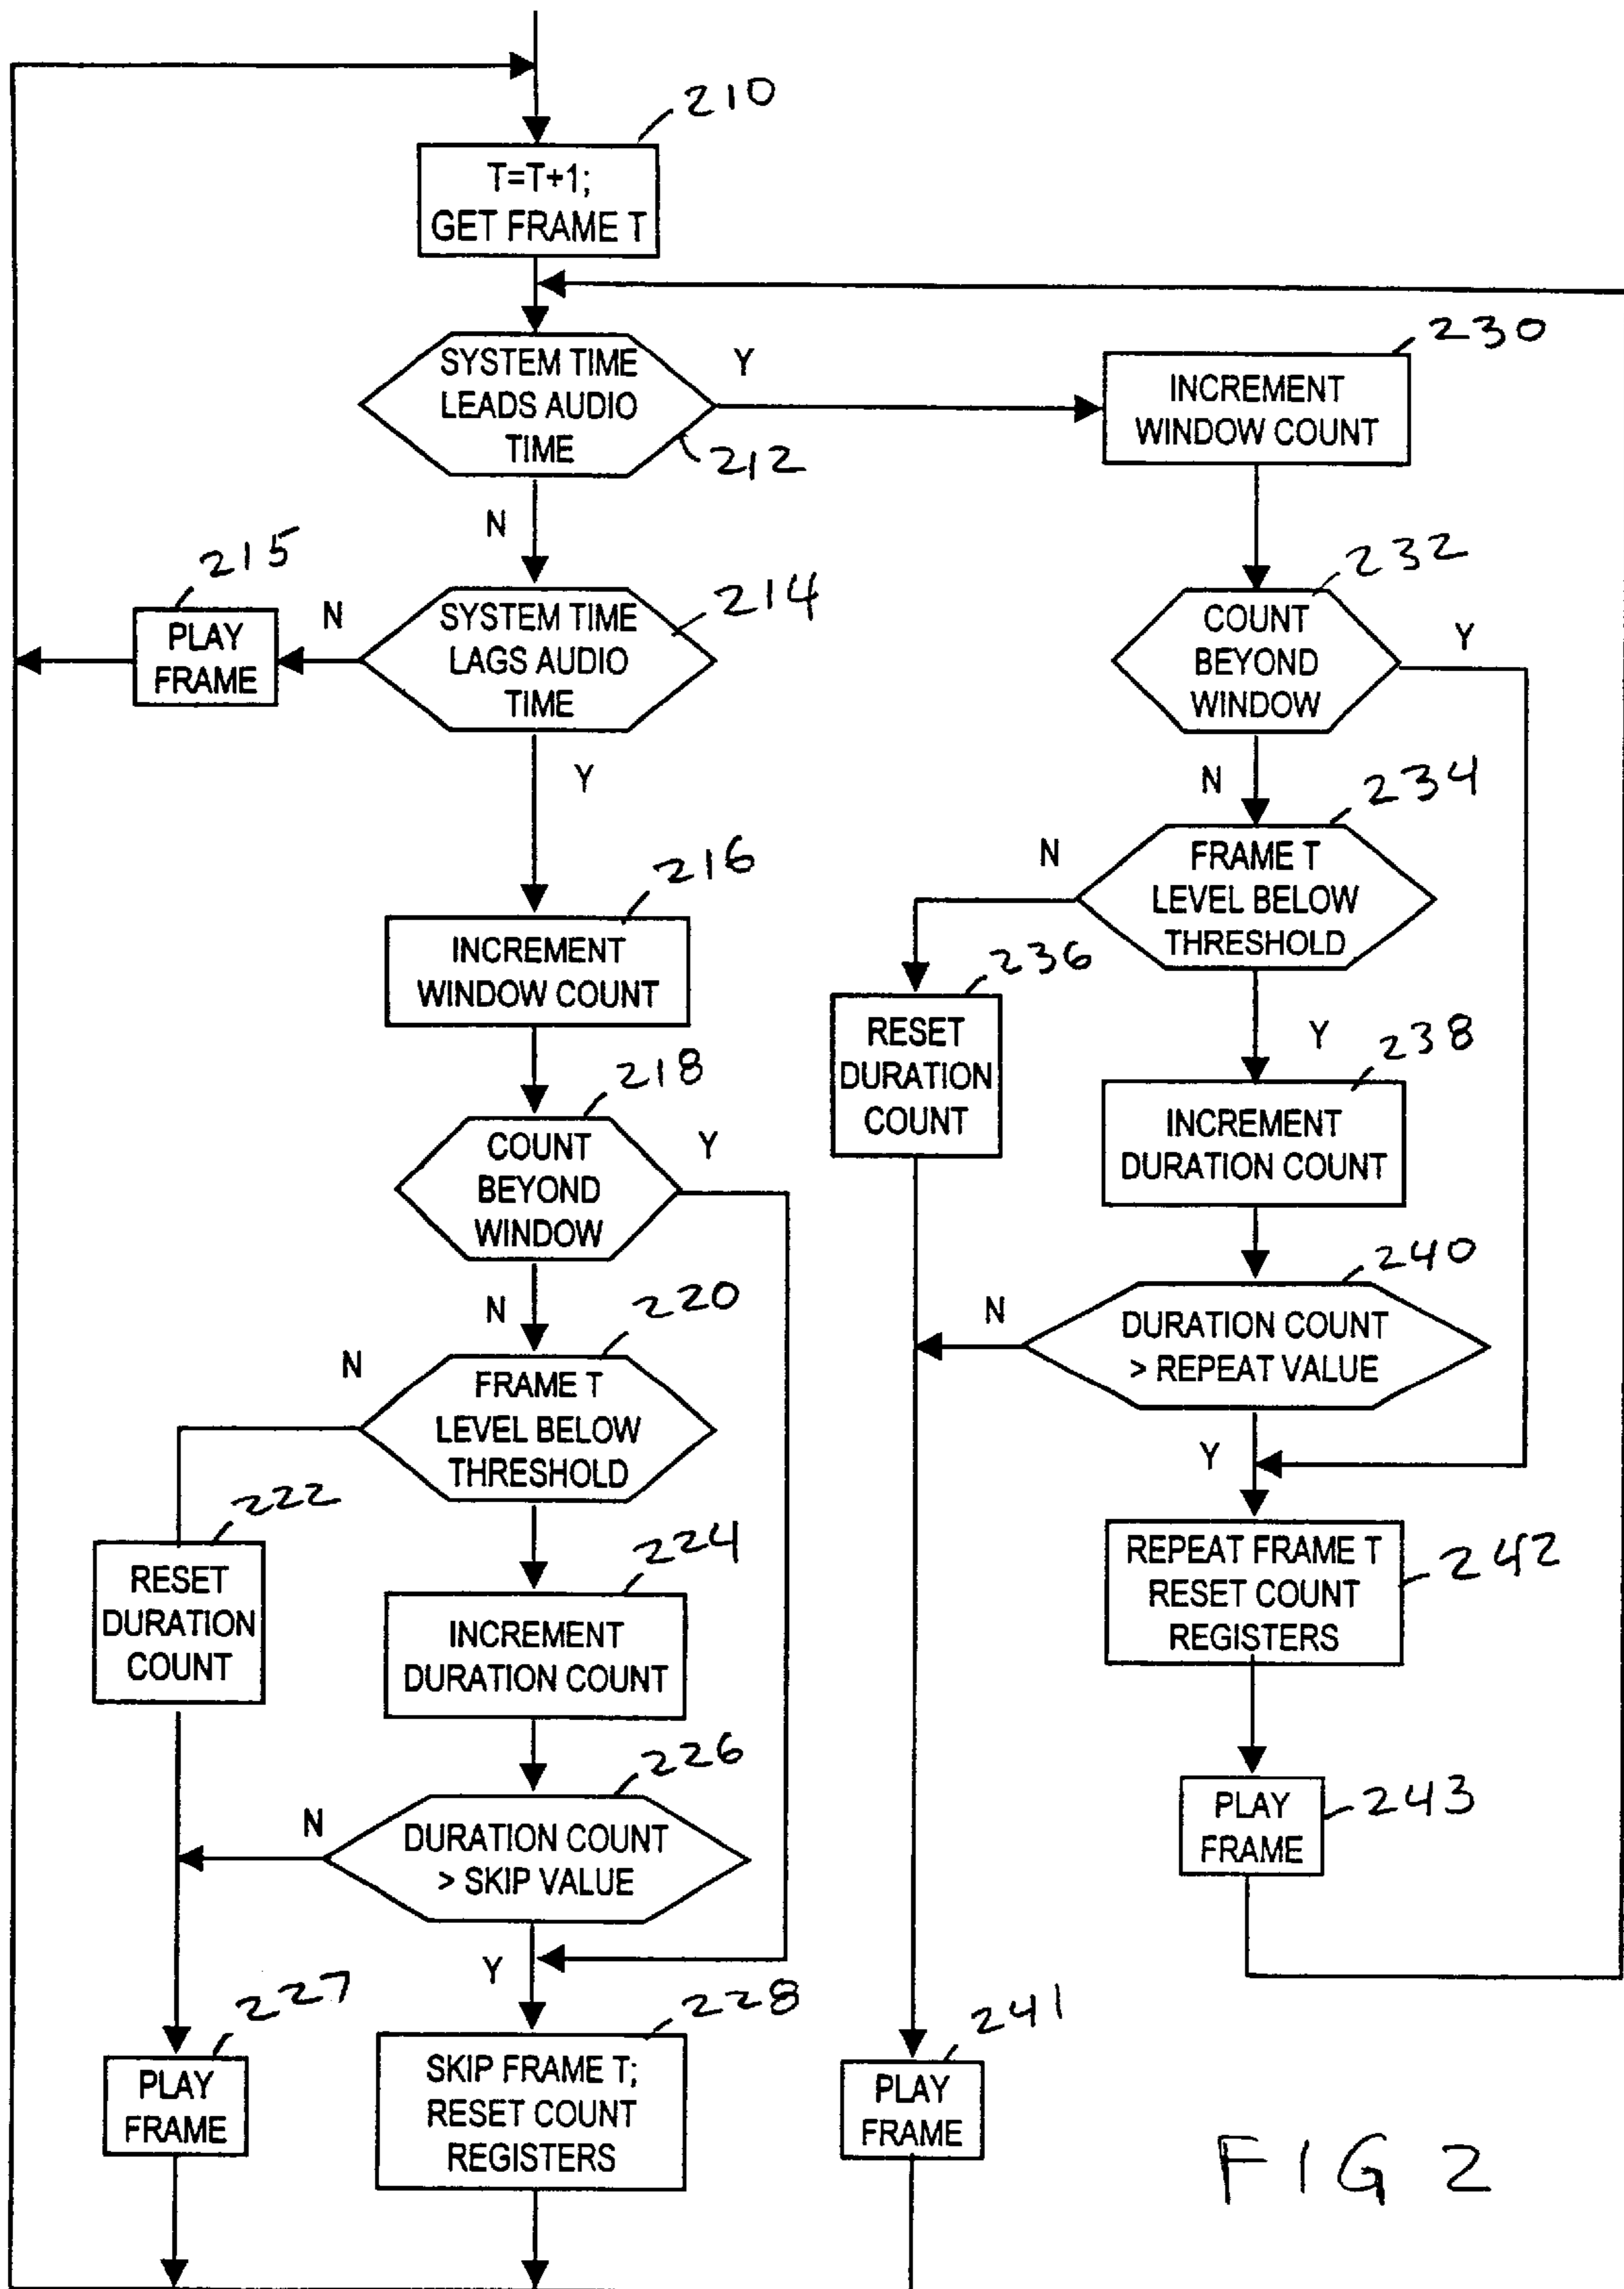 210
T=T+1;
GET FRAME T
SYSTEM TIME
LEADS AUDIO
TIME
Y
212
N
230
INCREMENT
WINDOW COUNT
215
PLAY
FRAME
N
SYSTEM TIME
LAGS AUDIO
TIME
214
Y
232
COUNT
BEYOND
WINDOW
Y
N
216
INCREMENT
WINDOW COUNT
234
FRAME T
LEVEL BELOW
THRESHOLD
N
Y
236
RESET
DURATION
COUNT
238
INCREMENT
DURATION COUNT
218
COUNT
BEYOND
WINDOW
Y
N
240
DURATION COUNT
> REPEAT VALUE
N
Y
220
FRAME T
LEVEL BELOW
THRESHOLD
N
222
RESET
DURATION
COUNT
224
INCREMENT
DURATION COUNT
242
REPEAT FRAME T
RESET COUNT
REGISTERS
226
DURATION COUNT
> SKIP VALUE
N
Y
243
PLAY
FRAME
227
PLAY
FRAME
228
SKIP FRAME T;
RESET COUNT
REGISTERS
241
PLAY
FRAME
FIG 2